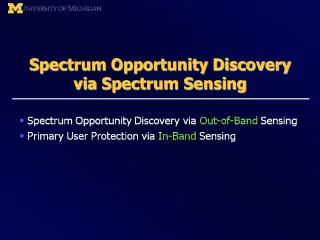 M UNIVERSITY OF MICHIGAN
Spectrum Opportunity Discovery
via Spectrum Sensing
• Spectrum Opportunity Discovery via Out-of-Band Sensing
• Primary User Protection via In-Band Sensing